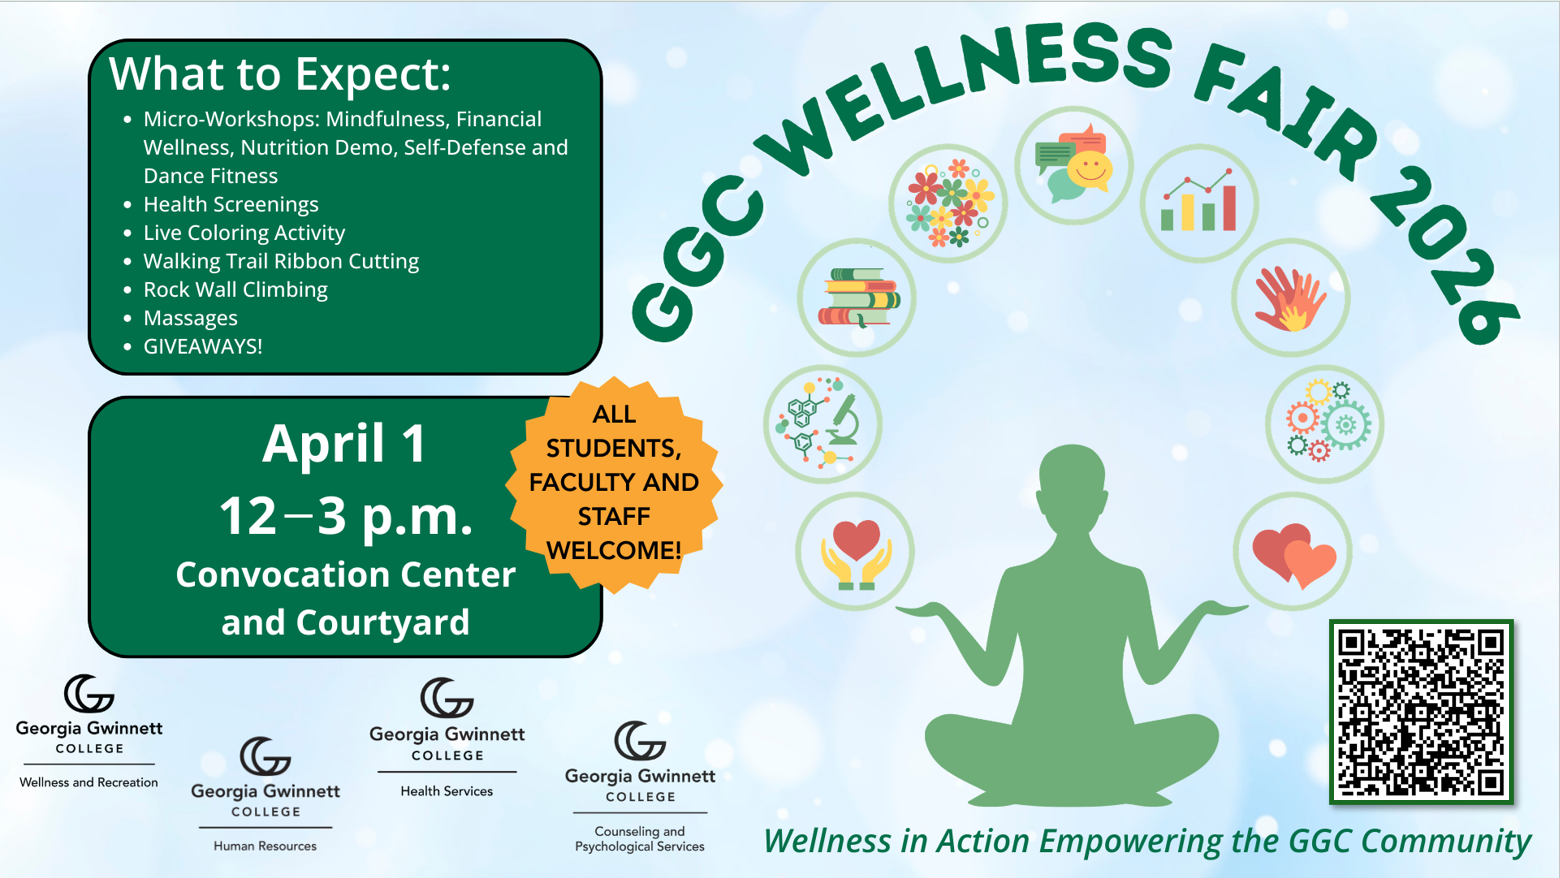 GGC WELLNESS FAIR 2026
What to Expect:
• Micro-Workshops: Mindfulness, Financial
Wellness, Nutrition Demo, Self-Defense and
Dance Fitness
• Health Screenings
• Live Coloring Activity
• Walking Trail Ribbon Cutting
• Rock Wall Climbing
• Massages
• GIVEAWAYS!
April 1
12–3 p.m.
Convocation Center
and Courtyard
ALL
STUDENTS,
FACULTY AND
STAFF
WELCOME!
Georgia Gwinnett
COLLEGE
Wellness and Recreation
Georgia Gwinnett
COLLEGE
Human Resources
Georgia Gwinnett
COLLEGE
Health Services
Georgia Gwinnett
COLLEGE
Counseling and
Psychological Services
Wellness in Action Empowering the GGC Community